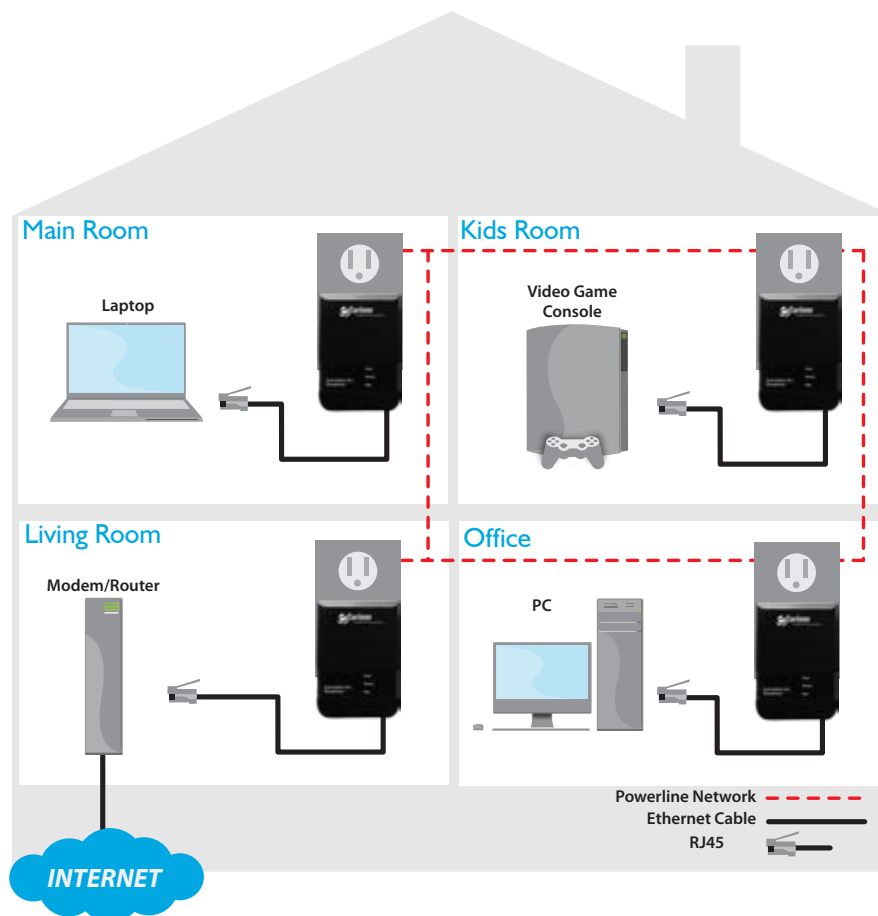 Main Room
Laptop
Kids Room
Video Game
Console
Living Room
Modem/Router
Office
PC
INTERNET
Powerline Network
Ethernet Cable
RJ45